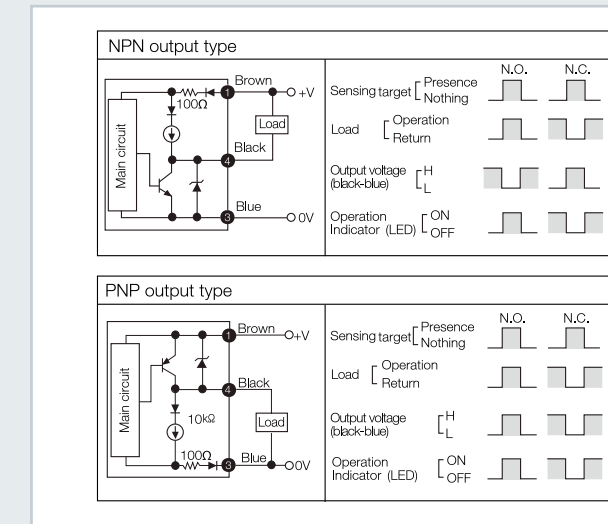 NPN output type
Main circuit
100Ω
1
Brown
+V
Load
4
Black
3
Blue
0V
N.O.
N.C.
Sensing target
Presence
Nothing
Load
Operation
Return
Output voltage
(black-blue)
H
L
Operation
Indicator (LED)
ON
OFF
PNP output type
Main circuit
1
Brown
+V
4
Black
10kΩ
Load
100Ω
3
Blue
0V
N.O.
N.C.
Sensing target
Presence
Nothing
Load
Operation
Return
Output voltage
(black-blue)
H
L
Operation
Indicator (LED)
ON
OFF